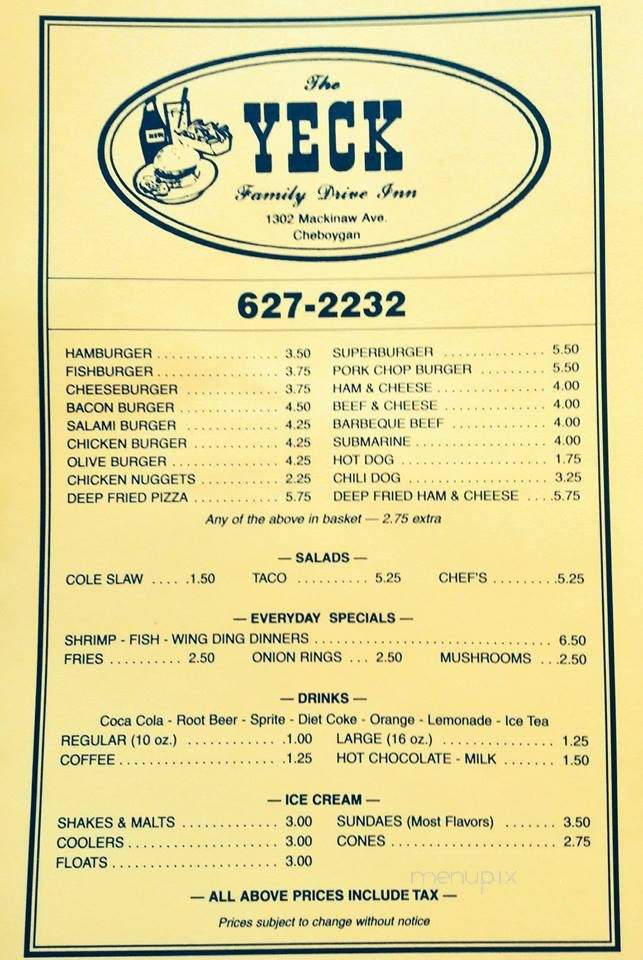 The
YECK
Family Drive Inn
1302 Mackinaw Ave.
Cheboygan
627-2232
HAMBURGER . . . . . . . . . . . . . . . . . 3.50 SUPERBURGER . . . . . . . . . . . . . . 5.50
FISHBURGER . . . . . . . . . . . . . . . . . 3.75 PORK CHOP BURGER . . . . . . . . . 5.50
CHEESEBURGER . . . . . . . . . . . . . 3.75 HAM & CHEESE . . . . . . . . . . . . . . . 4.00
BACON BURGER . . . . . . . . . . . . . . 4.50 BEEF & CHEESE . . . . . . . . . . . . . . 4.00
SALAMI BURGER . . . . . . . . . . . . . 4.25 BARBEQUE BEEF . . . . . . . . . . . . . 4.00
CHICKEN BURGER . . . . . . . . . . . . 4.25 SUBMARINE . . . . . . . . . . . . . . . . . . 4.00
OLIVE BURGER . . . . . . . . . . . . . . . 4.25 HOT DOG . . . . . . . . . . . . . . . . . . . . 1.75
CHICKEN NUGGETS . . . . . . . . . . . 2.25 CHILI DOG . . . . . . . . . . . . . . . . . . . . 3.25
DEEP FRIED PIZZA . . . . . . . . . . . . 5.75 DEEP FRIED HAM & CHEESE . . . .5.75
Any of the above in basket — 2.75 extra
— SALADS —
COLE SLAW . . . . .1.50 TACO . . . . . . . . . . 5.25 CHEF'S . . . . . . . . .5.25
— EVERYDAY SPECIALS —
SHRIMP - FISH - WING DING DINNERS . . . . . . . . . . . . . . . . . . . . . . . . . . . . . . . . . 6.50
FRIES . . . . . . . . . . 2.50 ONION RINGS . . . 2.50 MUSHROOMS . . .2.50
— DRINKS —
Coca Cola - Root Beer - Sprite - Diet Coke - Orange - Lemonade - Ice Tea
REGULAR (10 oz.) . . . . . . . . . . . . .1.00 LARGE (16 oz.) . . . . . . . . . . . . . . . 1.25
COFFEE . . . . . . . . . . . . . . . . . . . . . . .1.25 HOT CHOCOLATE - MILK . . . . . . . 1.50
— ICE CREAM —
SHAKES & MALTS . . . . . . . . . . . . . 3.00 SUNDAES (Most Flavors) . . . . . . . 3.50
COOLERS . . . . . . . . . . . . . . . . . . . . . 3.00 CONES . . . . . . . . . . . . . . . . . . . . . . . 2.75
FLOATS . . . . . . . . . . . . . . . . . . . . . . . 3.00
menupix
— ALL ABOVE PRICES INCLUDE TAX —
Prices subject to change without notice